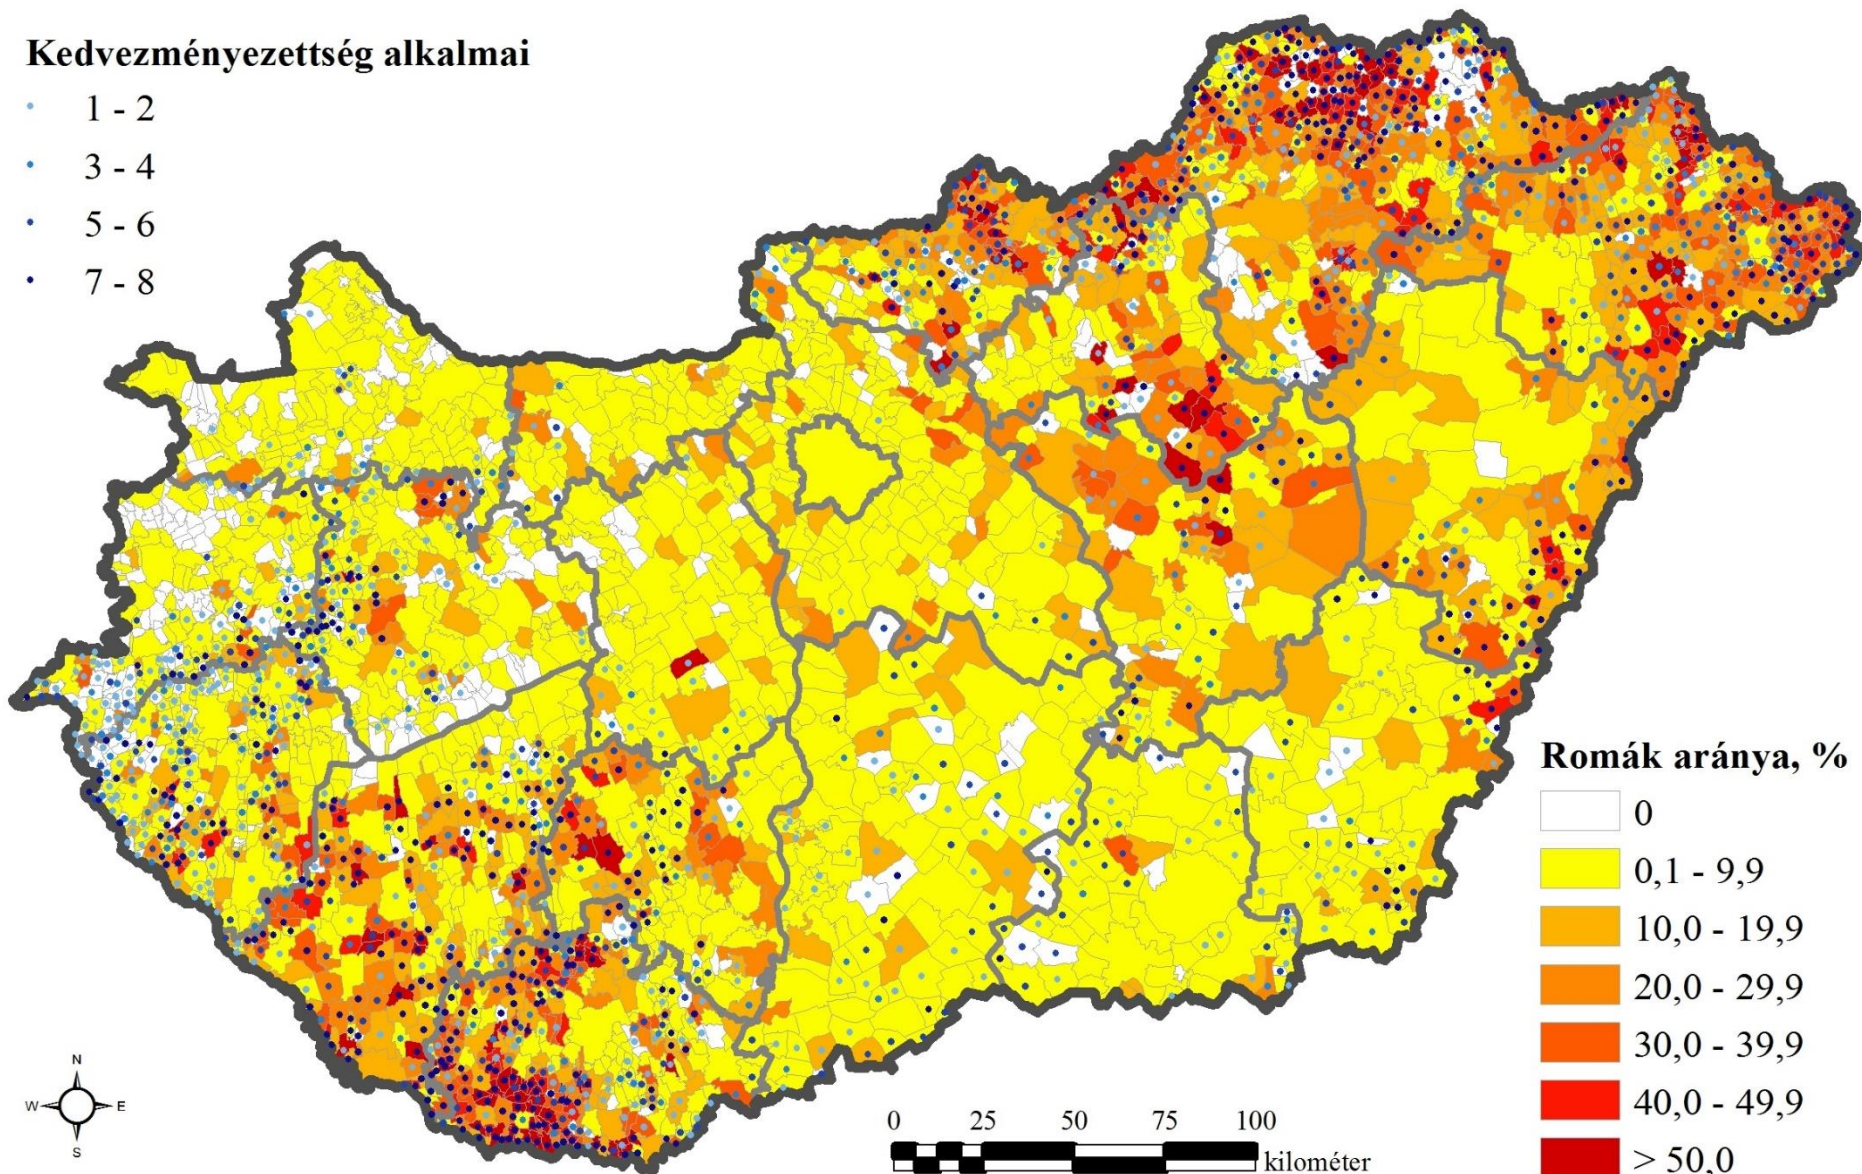 Kedvezményezettség alkalmai
1 - 2
3 - 4
5 - 6
7 - 8
Romák aránya, %
0
0,1 - 9,9
10,0 - 19,9
20,0 - 29,9
30,0 - 39,9
40,0 - 49,9
> 50,0
N
W E
S
0 25 50 75 100
kilométer